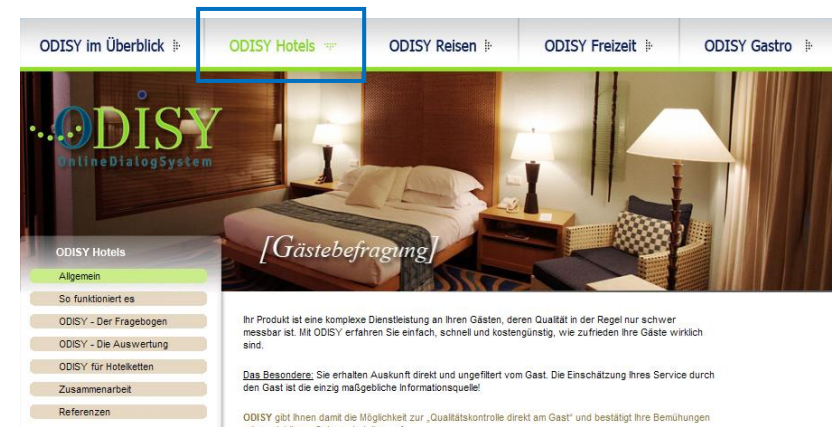 ODISY im Überblick
ODISY Hotels
ODISY Reisen
ODISY Freizeit
ODISY Gastro
ODISY
OnlineDialogSystem
[Gästebefragung]
ODISY Hotels
Allgemein
So funktioniert es
ODISY - Der Fragebogen
ODISY - Die Auswertung
ODISY für Hotelketten
Zusammenarbeit
Referenzen
Ihr Produkt ist eine komplexe Dienstleistung an Ihren Gästen, deren Qualität in der Regel nur schwer
messbar ist. Mit ODISY erfahren Sie einfach, schnell und kostengünstig, wie zufrieden Ihre Gäste wirklich
sind.
Das Besondere: Sie erhalten Auskunft direkt und ungefiltert vom Gast. Die Einschätzung Ihres Service durch
den Gast ist die einzig maßgebliche Informationsquelle!
ODISY gibt Ihnen damit die Möglichkeit zur „Qualitätskontrolle direkt am Gast“ und bestätigt Ihre Bemühungen